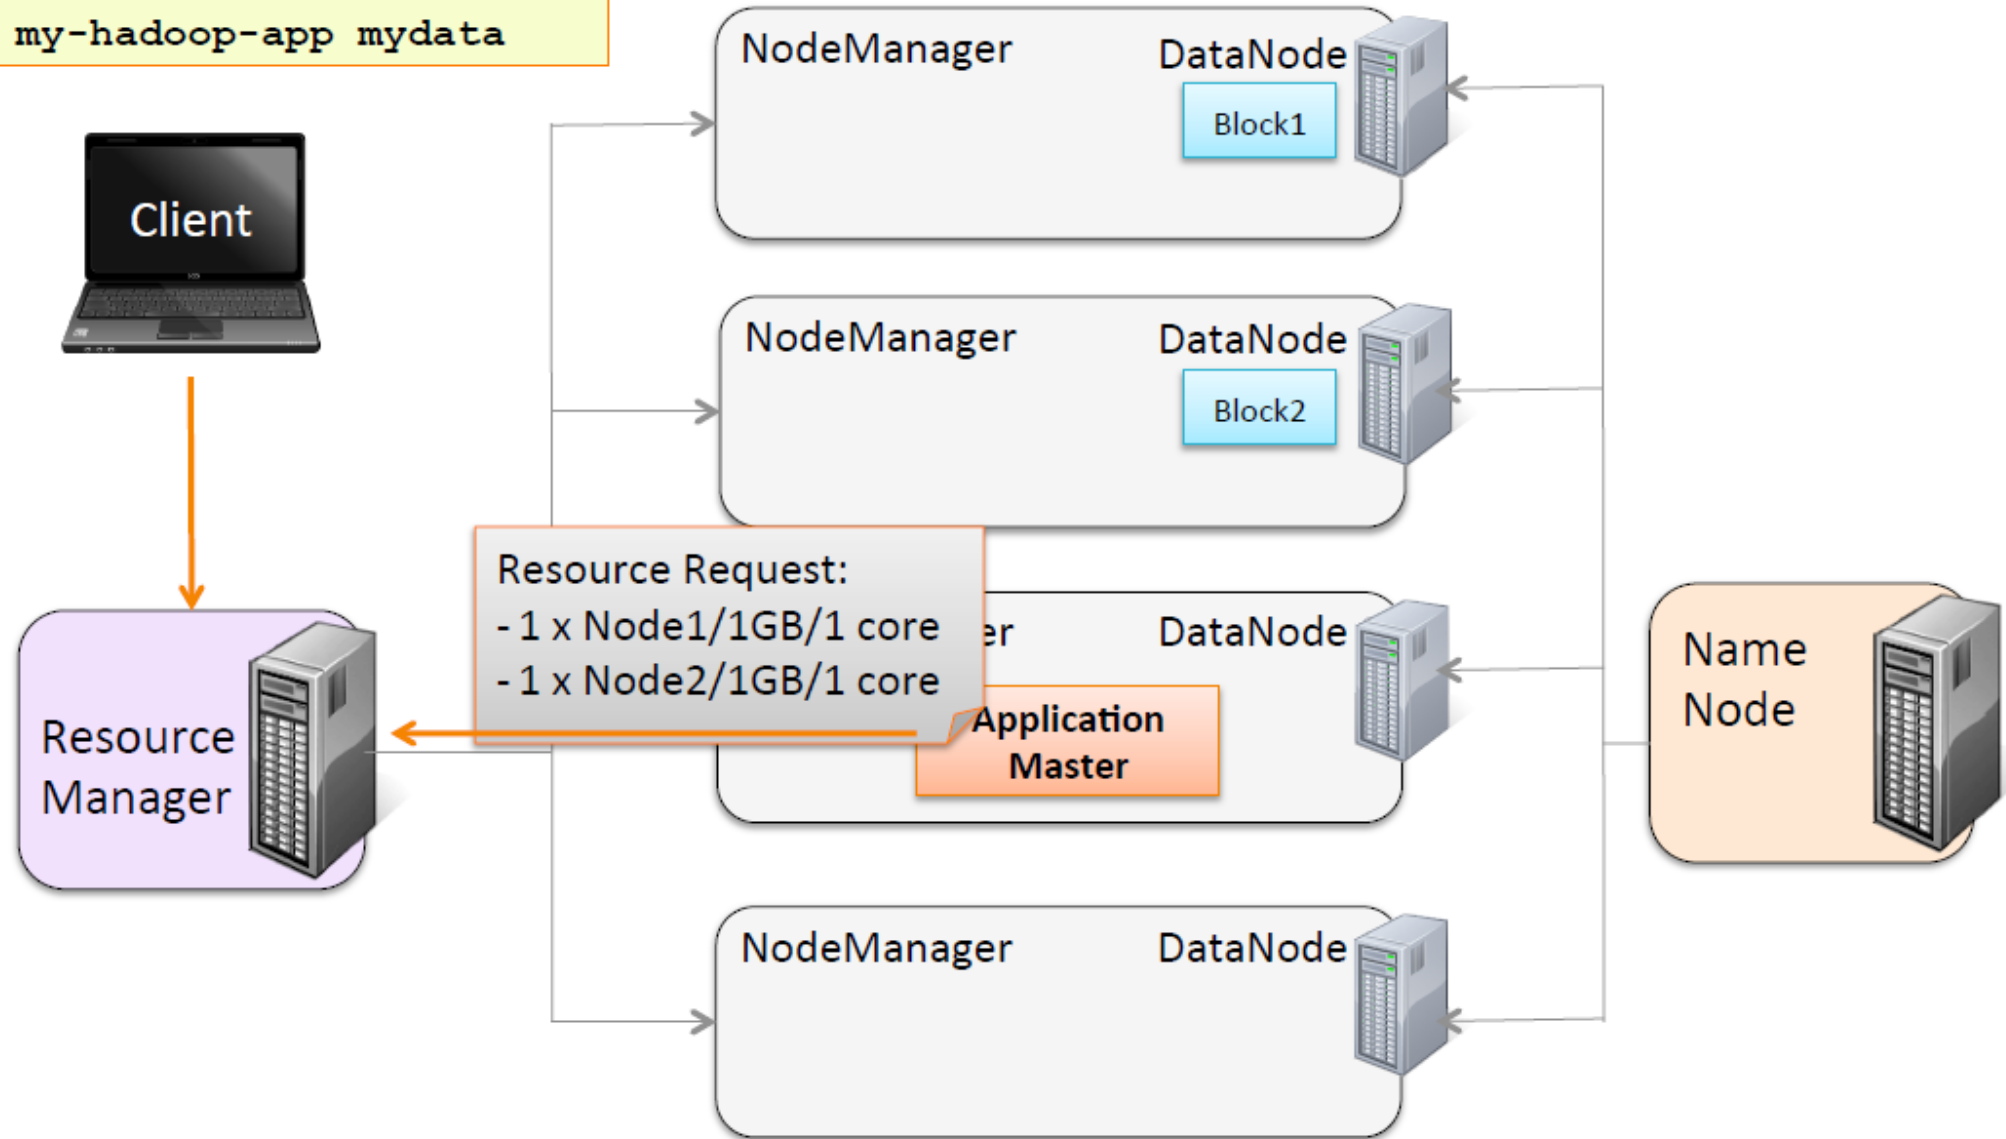 my-hadoop-app mydata
Client
NodeManager
DataNode
Block1
NodeManager
DataNode
Block2
Resource Request:
- 1 x Node1/1GB/1 core
- 1 x Node2/1GB/1 core
er
DataNode
Application
Master
Resource
Manager
Name
Node
NodeManager
DataNode